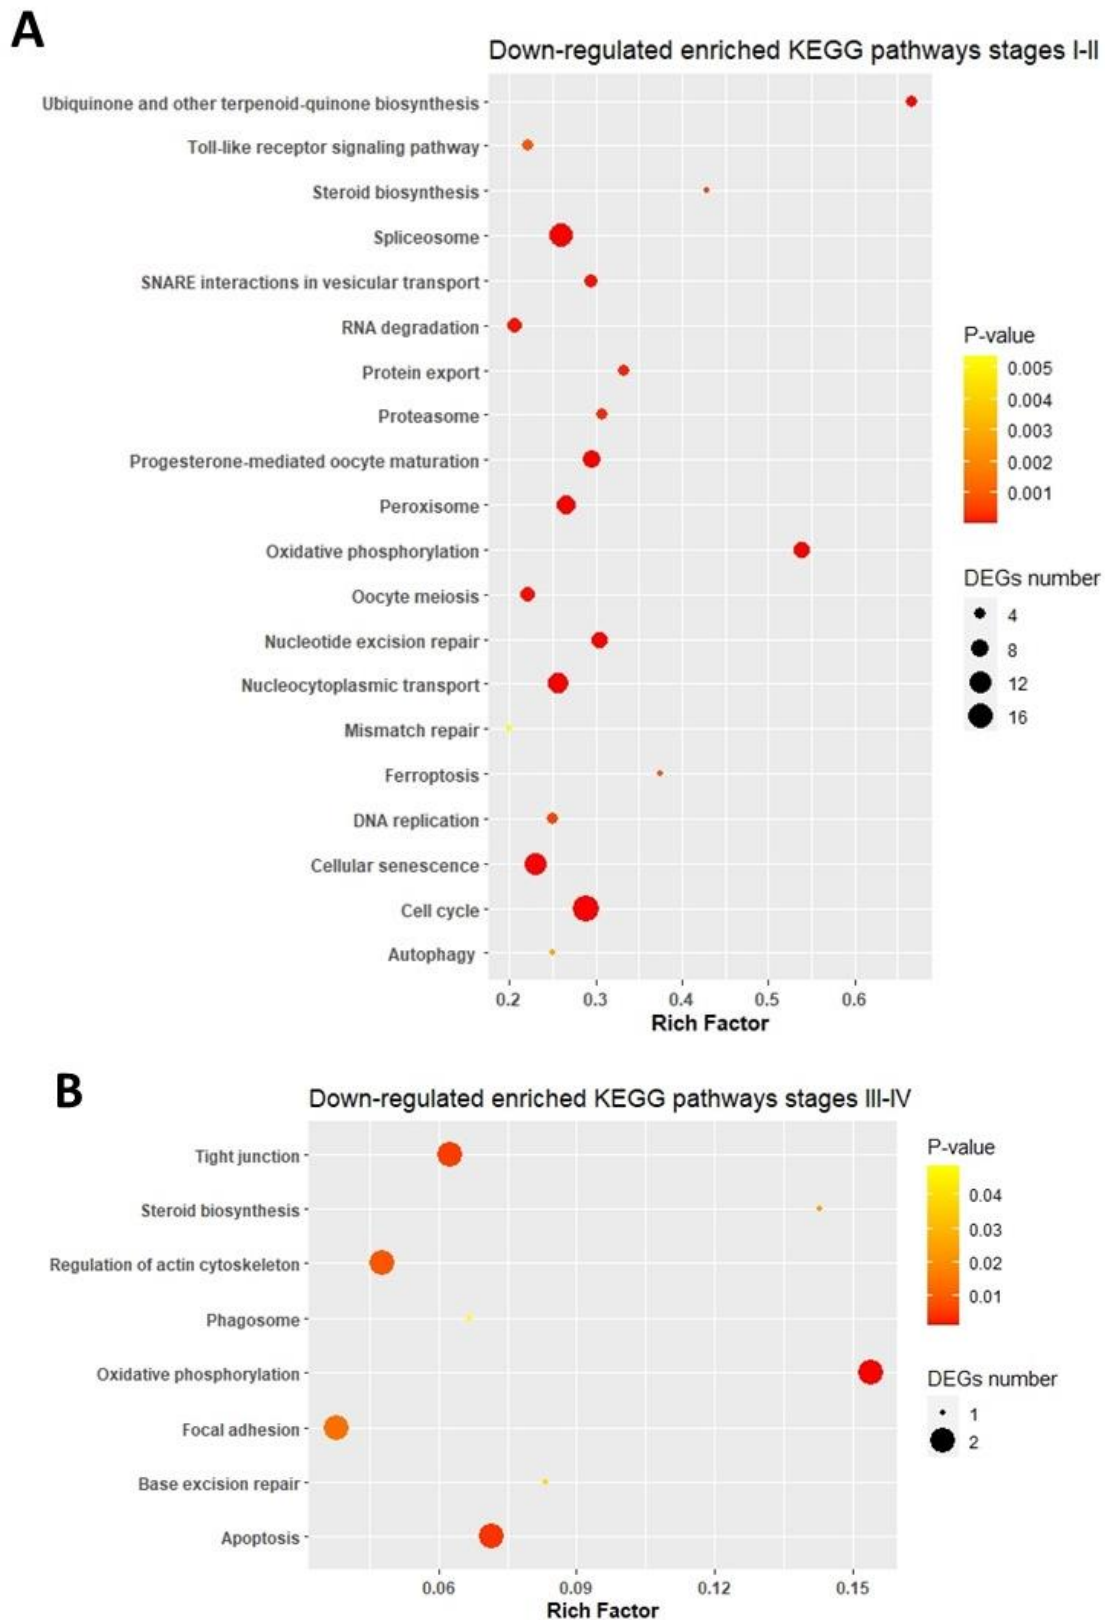 A
Down-regulated enriched KEGG pathways stages I-II
Ubiquinone and other terpenoid-quinone biosynthesis
Toll-like receptor signaling pathway
Steroid biosynthesis
Spliceosome
SNARE interactions in vesicular transport
RNA degradation
Protein export
Proteasome
Progesterone-mediated oocyte maturation
Peroxisome
Oxidative phosphorylation
Oocyte meiosis
Nucleotide excision repair
Nucleocytoplasmic transport
Mismatch repair
Ferroptosis
DNA replication
Cellular senescence
Cell cycle
Autophagy
0.2 0.3 0.4 0.5 0.6
Rich Factor
P-value
0.005
0.004
0.003
0.002
0.001
DEGs number
4
8
12
16
B
Down-regulated enriched KEGG pathways stages III-IV
Tight junction
Steroid biosynthesis
Regulation of actin cytoskeleton
Phagosome
Oxidative phosphorylation
Focal adhesion
Base excision repair
Apoptosis
0.06 0.09 0.12 0.15
Rich Factor
P-value
0.04
0.03
0.02
0.01
DEGs number
1
2